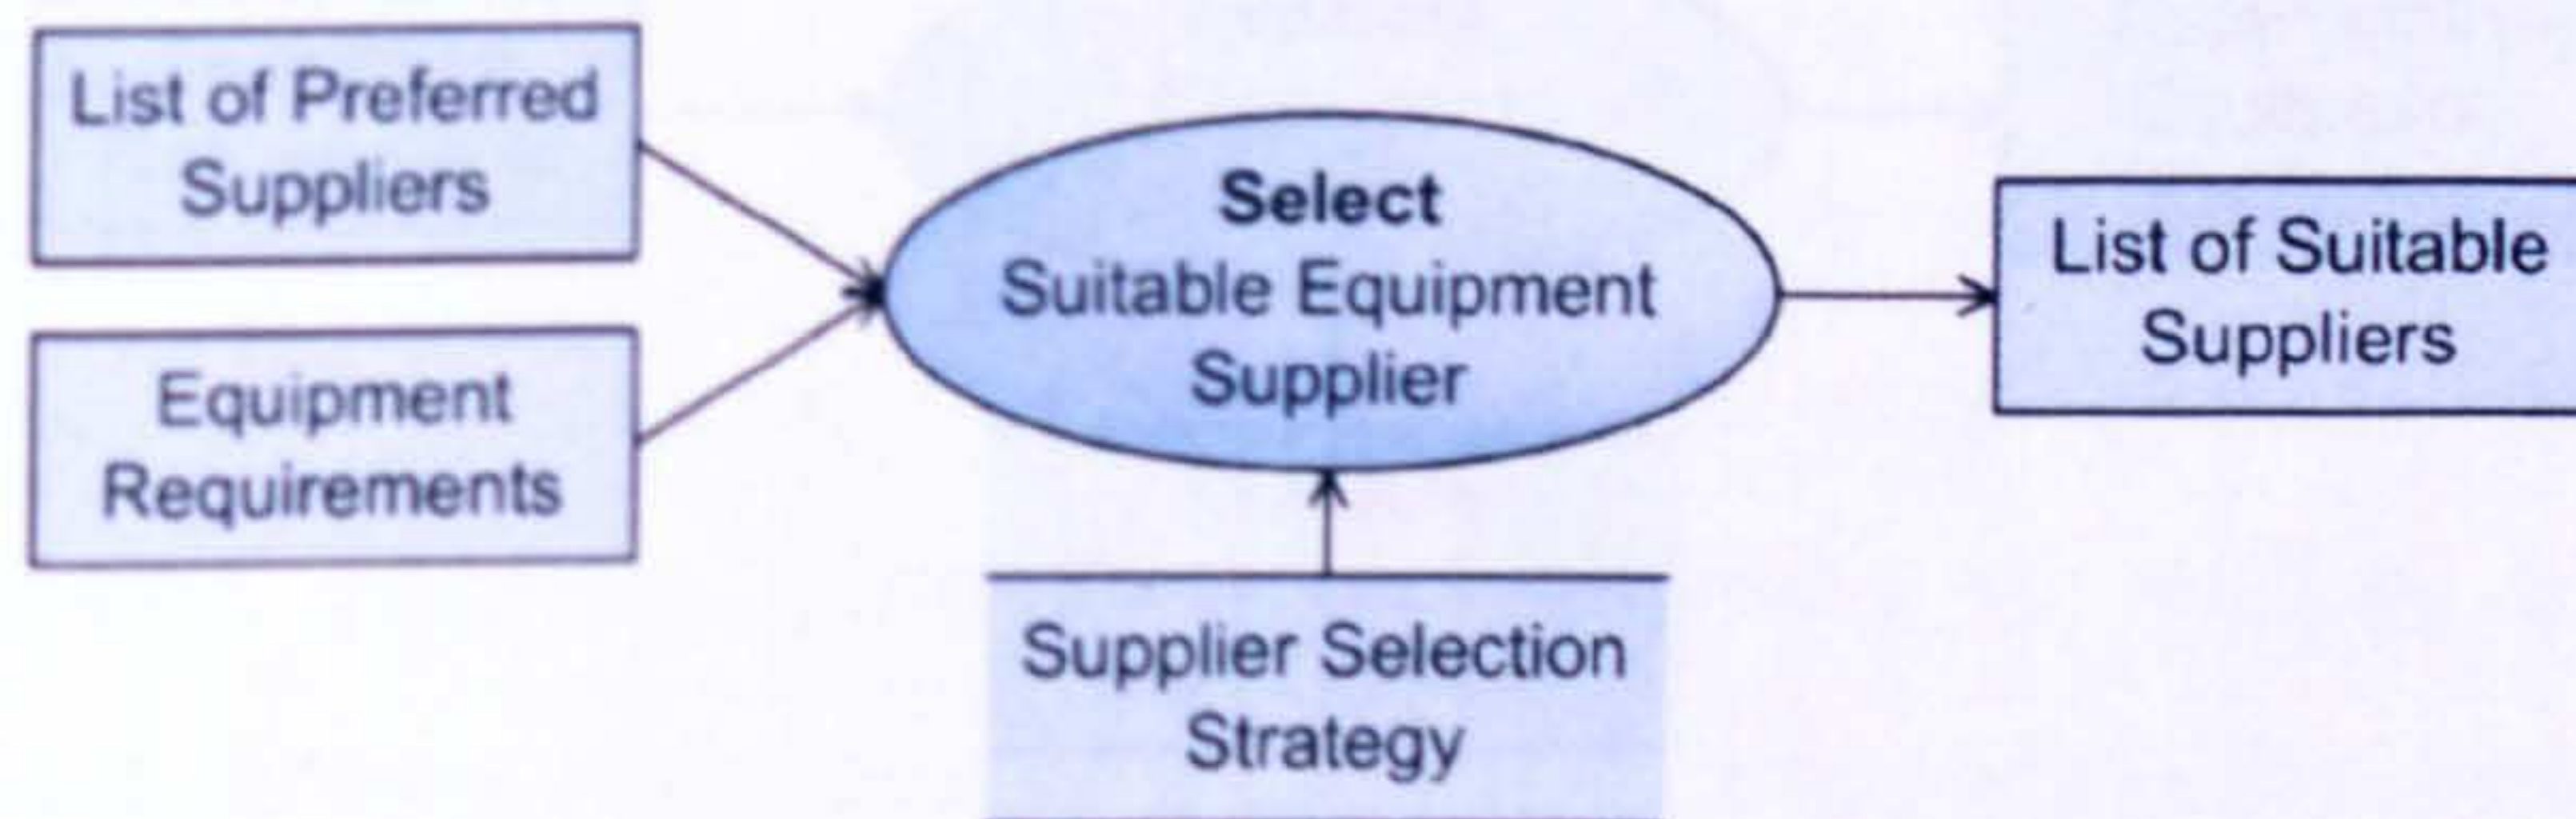 List of Preferred
Suppliers
Equipment
Requirements
Select
Suitable Equipment
Supplier
List of Suitable
Suppliers
Supplier Selection
Strategy